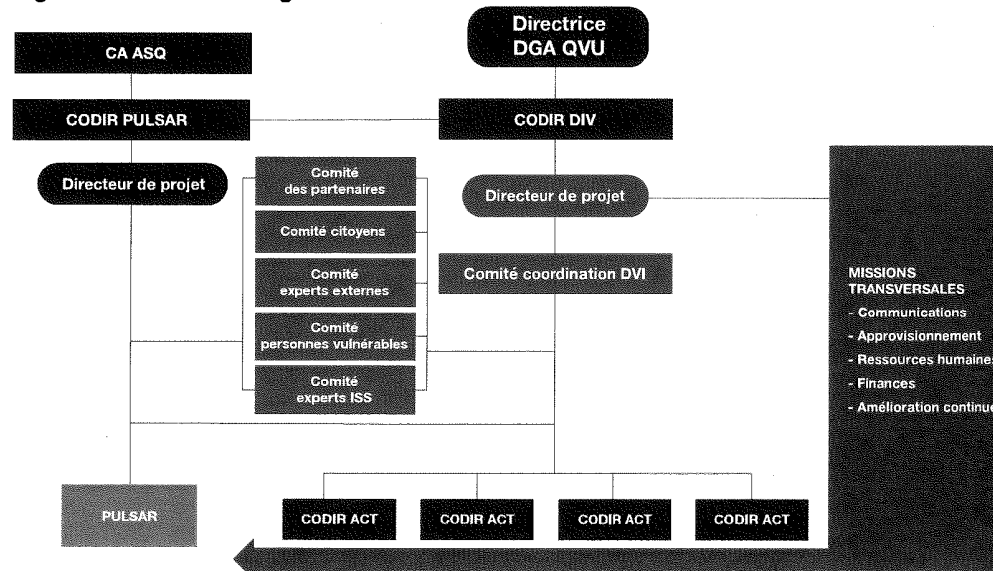 Directrice
DGA QVU
CA ASQ
CODIR PULSAR
CODIR DIV
Directeur de projet
Comité
des partenaires
Directeur de projet
Comité citoyens
Comité
experts externes
Comité coordination DVI
Comité
personnes vulnérables
Comité
experts ISS
MISSIONS
TRANSVERSALES
- Communications
- Approvisionnement
- Ressources humaines
- Finances
- Amélioration continue
PULSAR
CODIR ACT
CODIR ACT
CODIR ACT
CODIR ACT